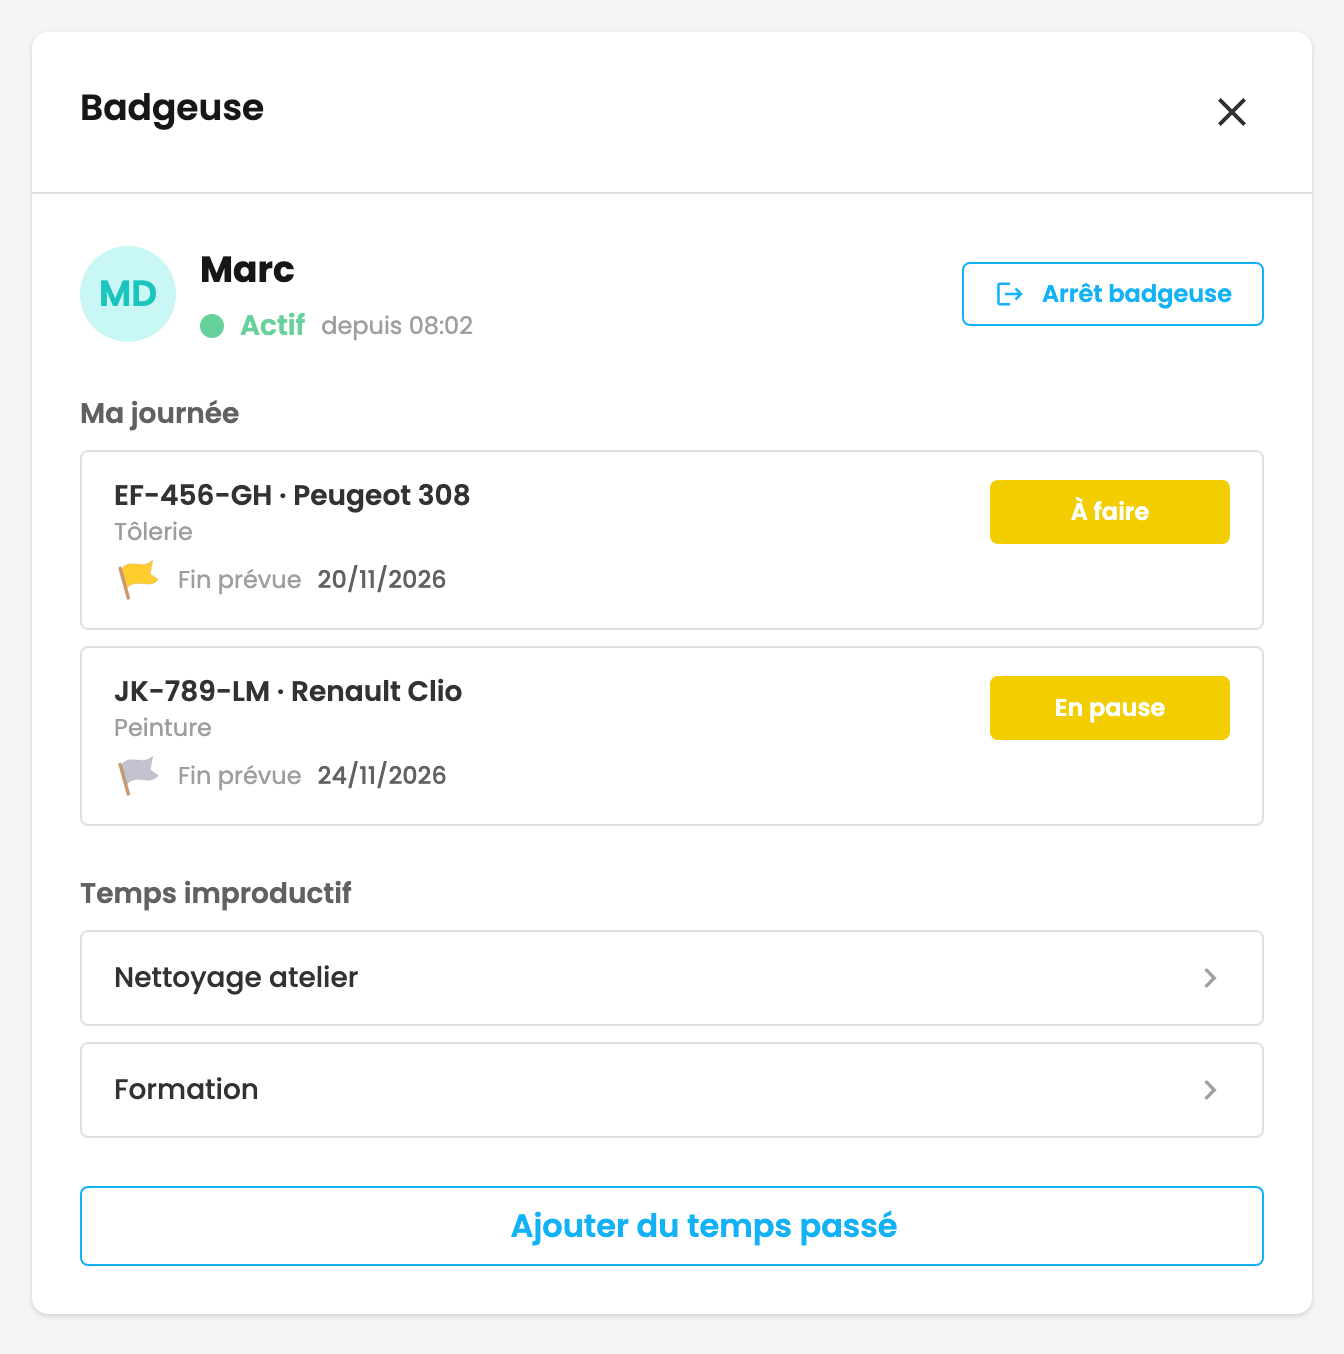 Badgeuse
MD
Marc
Actif depuis 08:02
Arrêt badgeuse
Ma journée
EF-456-GH · Peugeot 308
Tôlerie
Fin prévue 20/11/2026
À faire
JK-789-LM · Renault Clio
Peinture
Fin prévue 24/11/2026
En pause
Temps improductif
Nettoyage atelier
Formation
Ajouter du temps passé